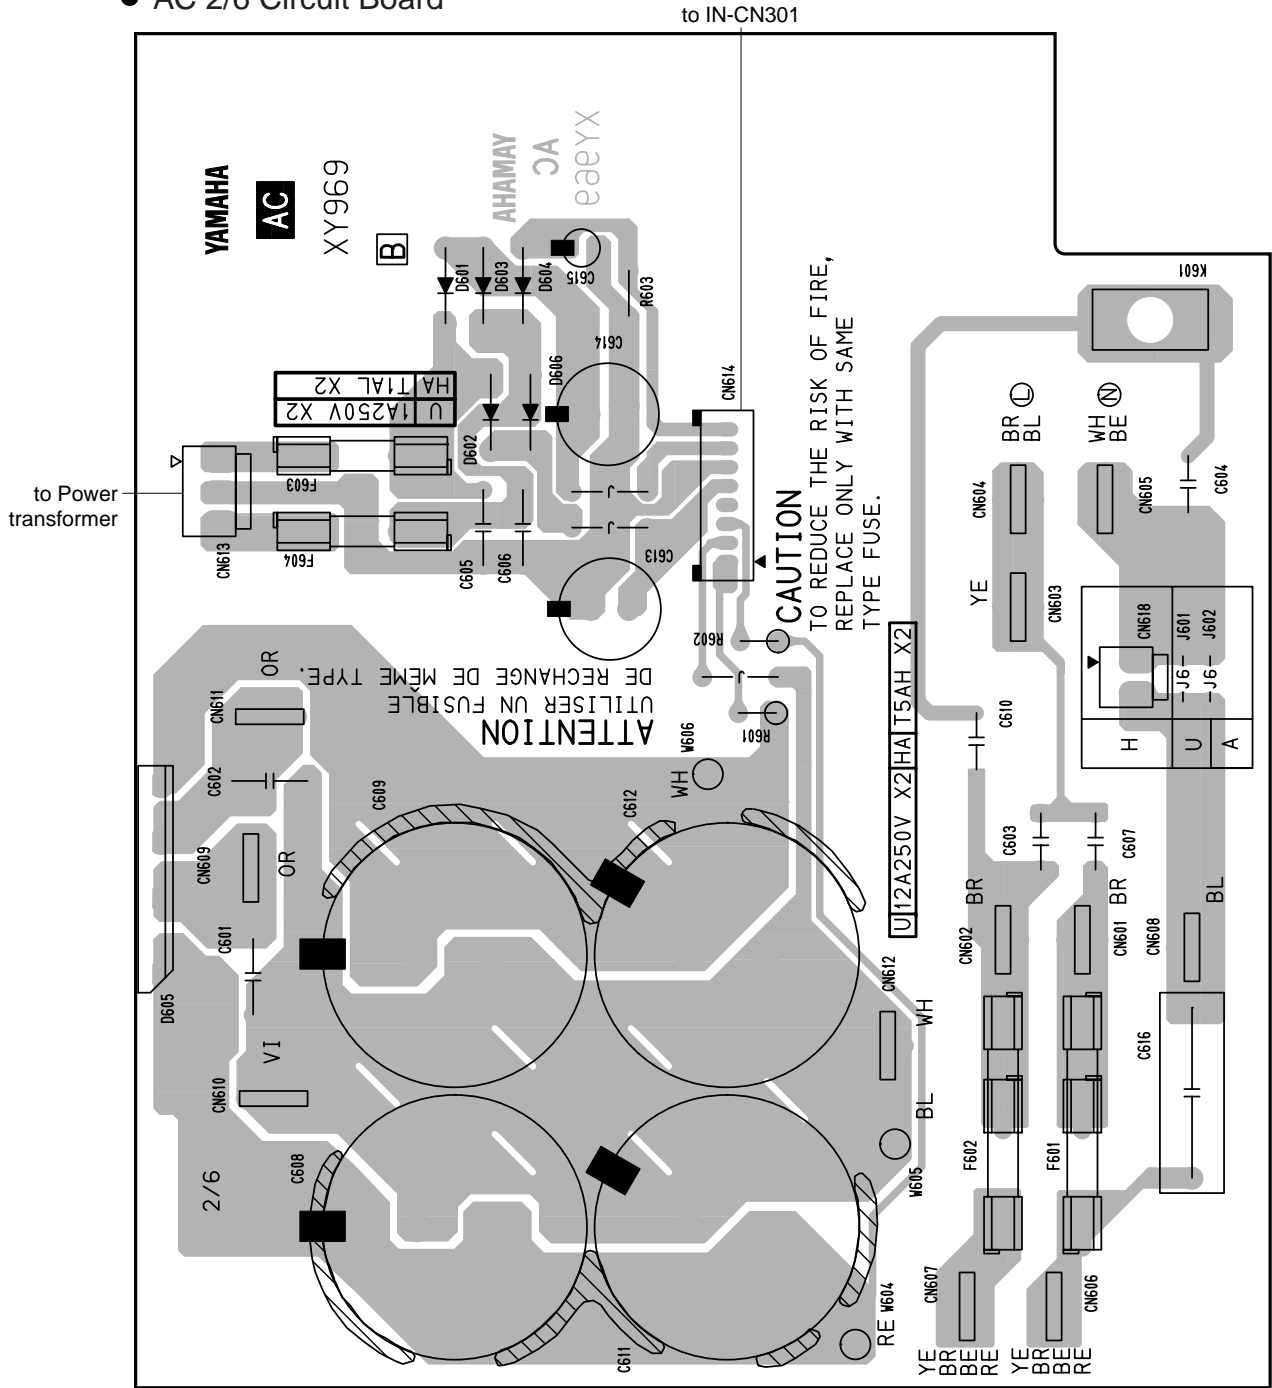 AC 2/6 Circuit Board
to IN-CN301
YAMAHA
AC
XY969
B
YAMAHA
AC
XY969
D601
D603
D604
C615
R603
C614
D606
CN614
K601
HA T1AL X2
U 1A250V X2
D602
F603
to Power
transformer
F604
CN613
C605
C606
J
J
C613
CAUTION
TO REDUCE THE RISK OF FIRE,
REPLACE ONLY WITH SAME
TYPE FUSE.
BR
BL
L
WH
BE
N
CN604
CN605
C604
YE
CN603
CN618
J601
J602
J6
J6
H
U
A
R602
J
R601
ATTENTION
UTILISER UN FUSIBLE
DE RECHANGE DE MÊME TYPE.
U 12A250V X2 HA T5AH X2
OR
CN611
C602
W606
WH
C610
C609
C612
C603
C607
CN609
OR
BR
BR
BL
C601
CN602
CN601
CN608
D605
CN612
WH
C616
VI
CN610
BL
F602
F601
C608
W605
2/6
CN607
CN606
RE
W604
C611
YE
BR
BE
RE
YE
BR
BE
RE